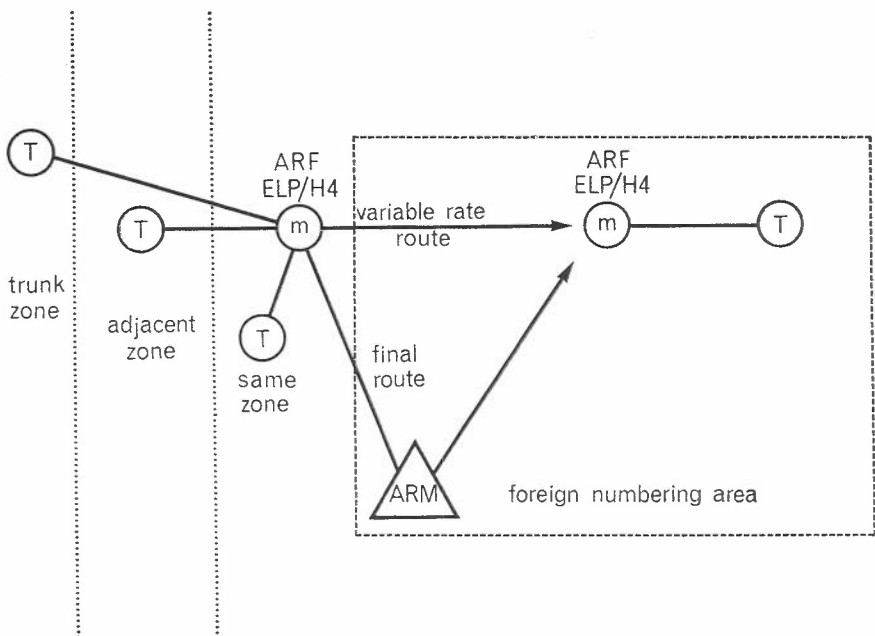 T
ARF
ELP/H4
m
variable rate
route
ARF
ELP/H4
m
T
T
trunk
zone
adjacent
zone
T
same
zone
final
route
ARM
foreign numbering area